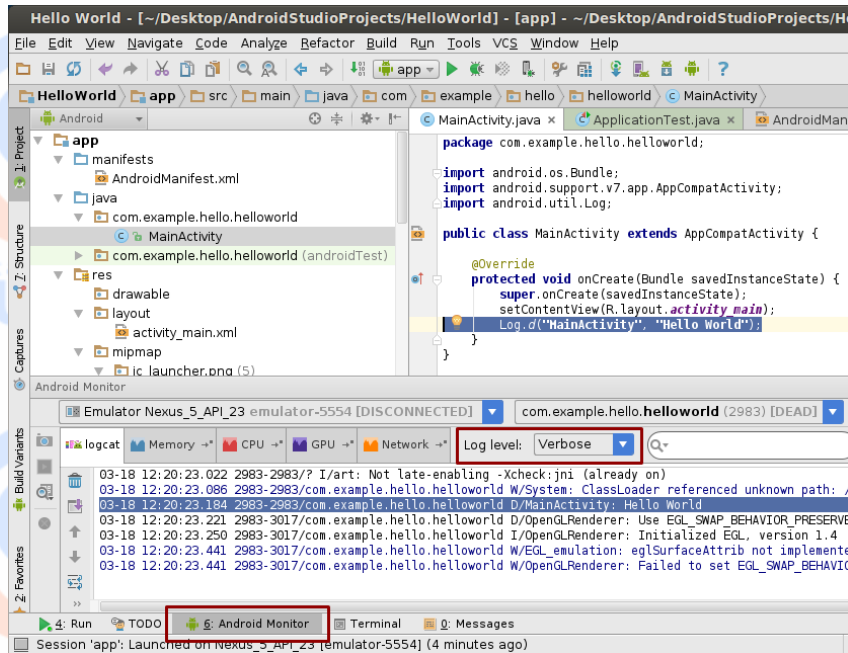 Hello World - [~/Desktop/AndroidStudioProjects/HelloWorld] - [app] - ~/Desktop/AndroidStudioProjects/H
File Edit View Navigate Code Analyze Refactor Build Run Tools VCS Window Help
app
HelloWorld app src main java com example hello helloworld MainActivity
Android
MainActivity.java × ApplicationTest.java × AndroidMan
1: Project
7: Structure
Captures
Build Variants
2: Favorites
app
manifests
AndroidManifest.xml
java
com.example.hello.helloworld
MainActivity
com.example.hello.helloworld (androidTest)
res
drawable
layout
activity_main.xml
mipmap
ic_launcher.png (5)
package com.example.hello.helloworld;
import android.os.Bundle;
import android.support.v7.app.AppCompatActivity;
import android.util.Log;
public class MainActivity extends AppCompatActivity {
@Override
protected void onCreate(Bundle savedInstanceState) {
super.onCreate(savedInstanceState);
setContentView(R.layout.activity_main);
Log.d("MainActivity", "Hello World");
}
}
Android Monitor
Emulator Nexus_5_API_23 emulator-5554 [DISCONNECTED] com.example.hello.helloworld (2983) [DEAD]
logcat Memory CPU GPU Network Log level: Verbose
03-18 12:20:23.022 2983-2983/? I/art: Not late-enabling -Xcheck:jni (already on)
03-18 12:20:23.086 2983-2983/com.example.hello.helloworld W/System: ClassLoader referenced unknown path: /
03-18 12:20:23.184 2983-2983/com.example.hello.helloworld D/MainActivity: Hello World
03-18 12:20:23.221 2983-3017/com.example.hello.helloworld D/OpenGLRenderer: Use EGL_SWAP_BEHAVIOR_PRESERVE
03-18 12:20:23.250 2983-3017/com.example.hello.helloworld I/OpenGLRenderer: Initialized EGL, version 1.4
03-18 12:20:23.441 2983-3017/com.example.hello.helloworld W/EGL_emulation: eglSurfaceAttrib not implemente
03-18 12:20:23.441 2983-3017/com.example.hello.helloworld W/OpenGLRenderer: Failed to set EGL_SWAP_BEHAVIO
4: Run TODO 6: Android Monitor Terminal 0: Messages
Session 'app': Launched on Nexus_5_API_23 [emulator-5554] (4 minutes ago)